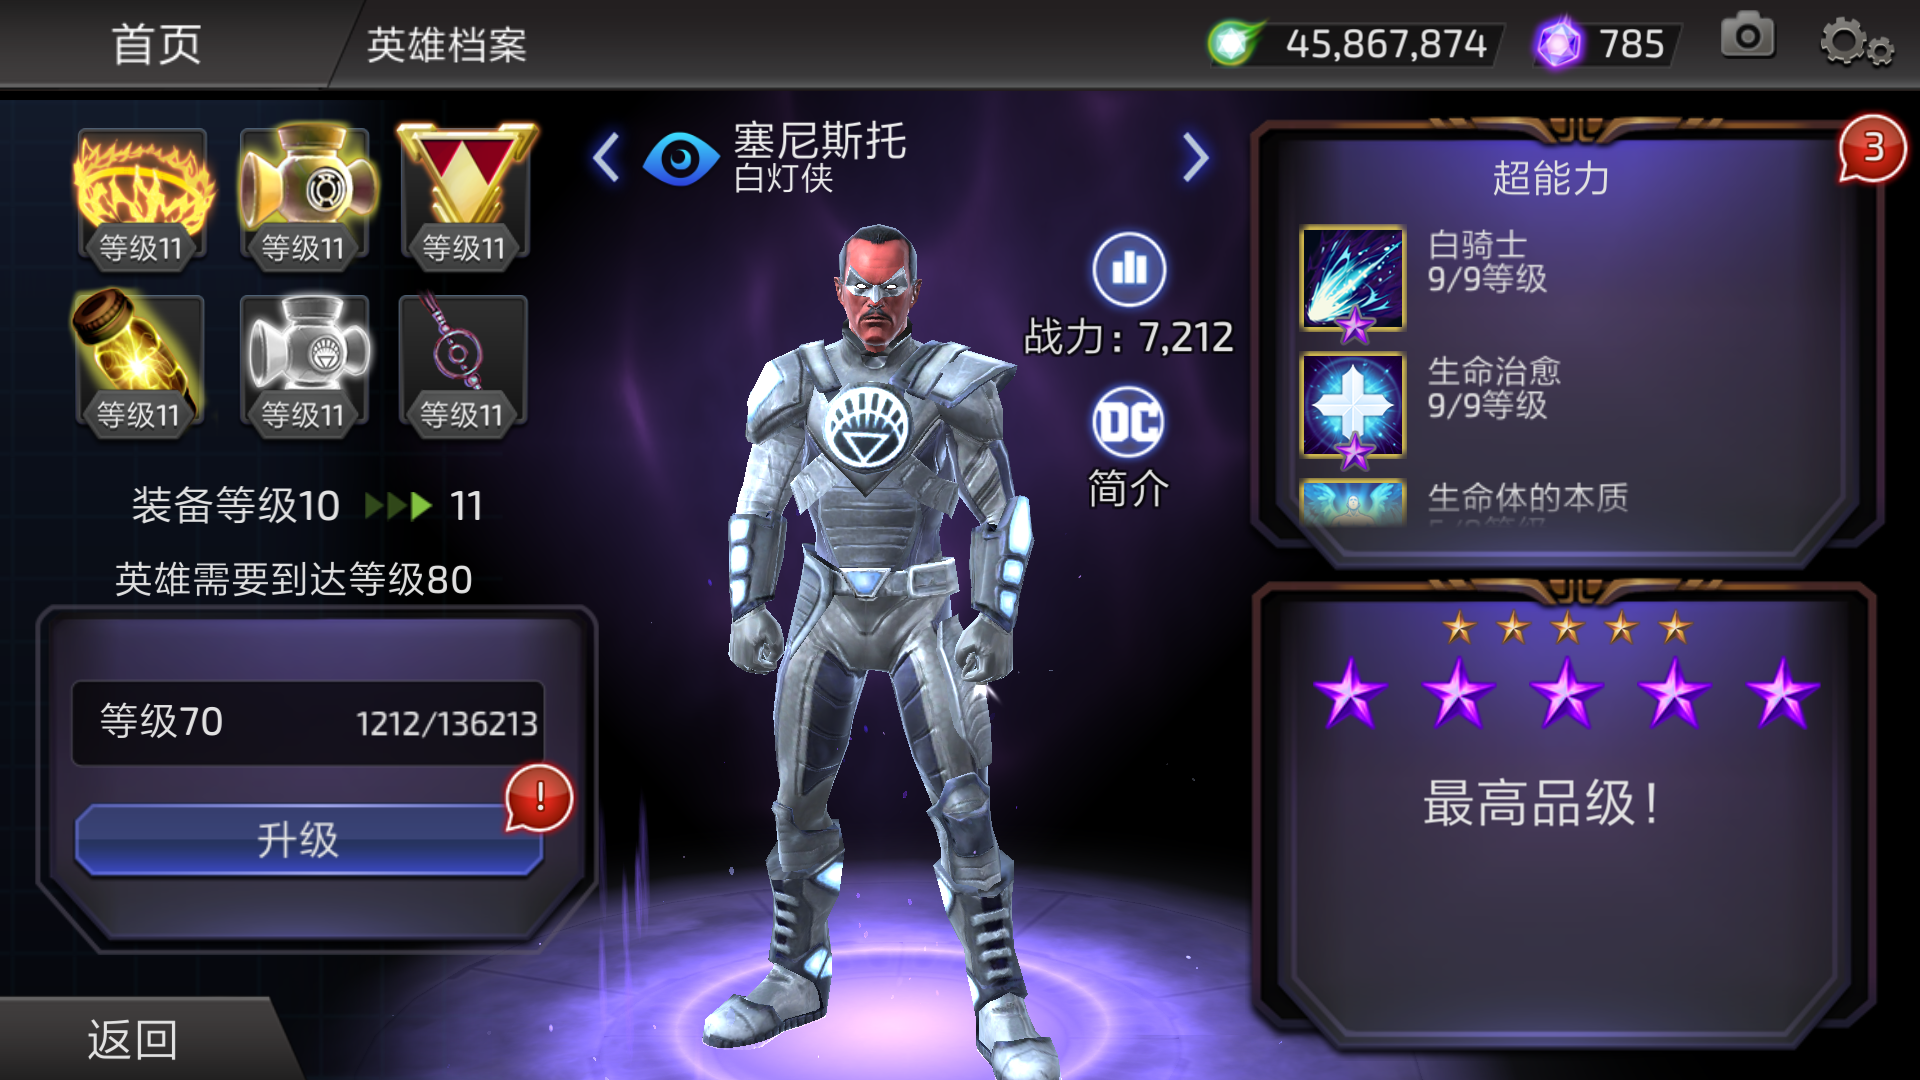 首页
英雄档案
45,867,874
785
等级11
等级11
等级11
等级11
等级11
等级11
装备等级10
11
英雄需要到达等级80
等级70
1212/136213
!
升级
返回
塞尼斯托
白灯侠
战力：7,212
DC
简介
3
超能力
白骑士
9/9等级
生命治愈
9/9等级
生命体的本质
最高品级！